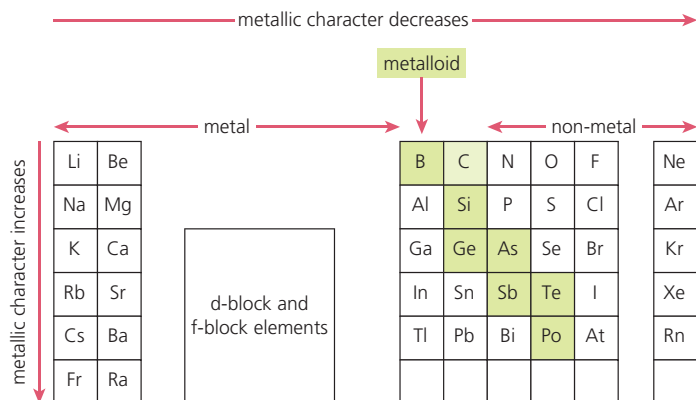 metallic character decreases
metalloid
metal
non-metal
metallic character increases
Li Be B C N O F Ne
Na Mg Al Si P S Cl Ar
K Ca Ga Ge As Se Br Kr
Rb Sr In Sn Sb Te I Xe
d-block and
f-block elements
Cs Ba Tl Pb Bi Po At Rn
Fr Ra